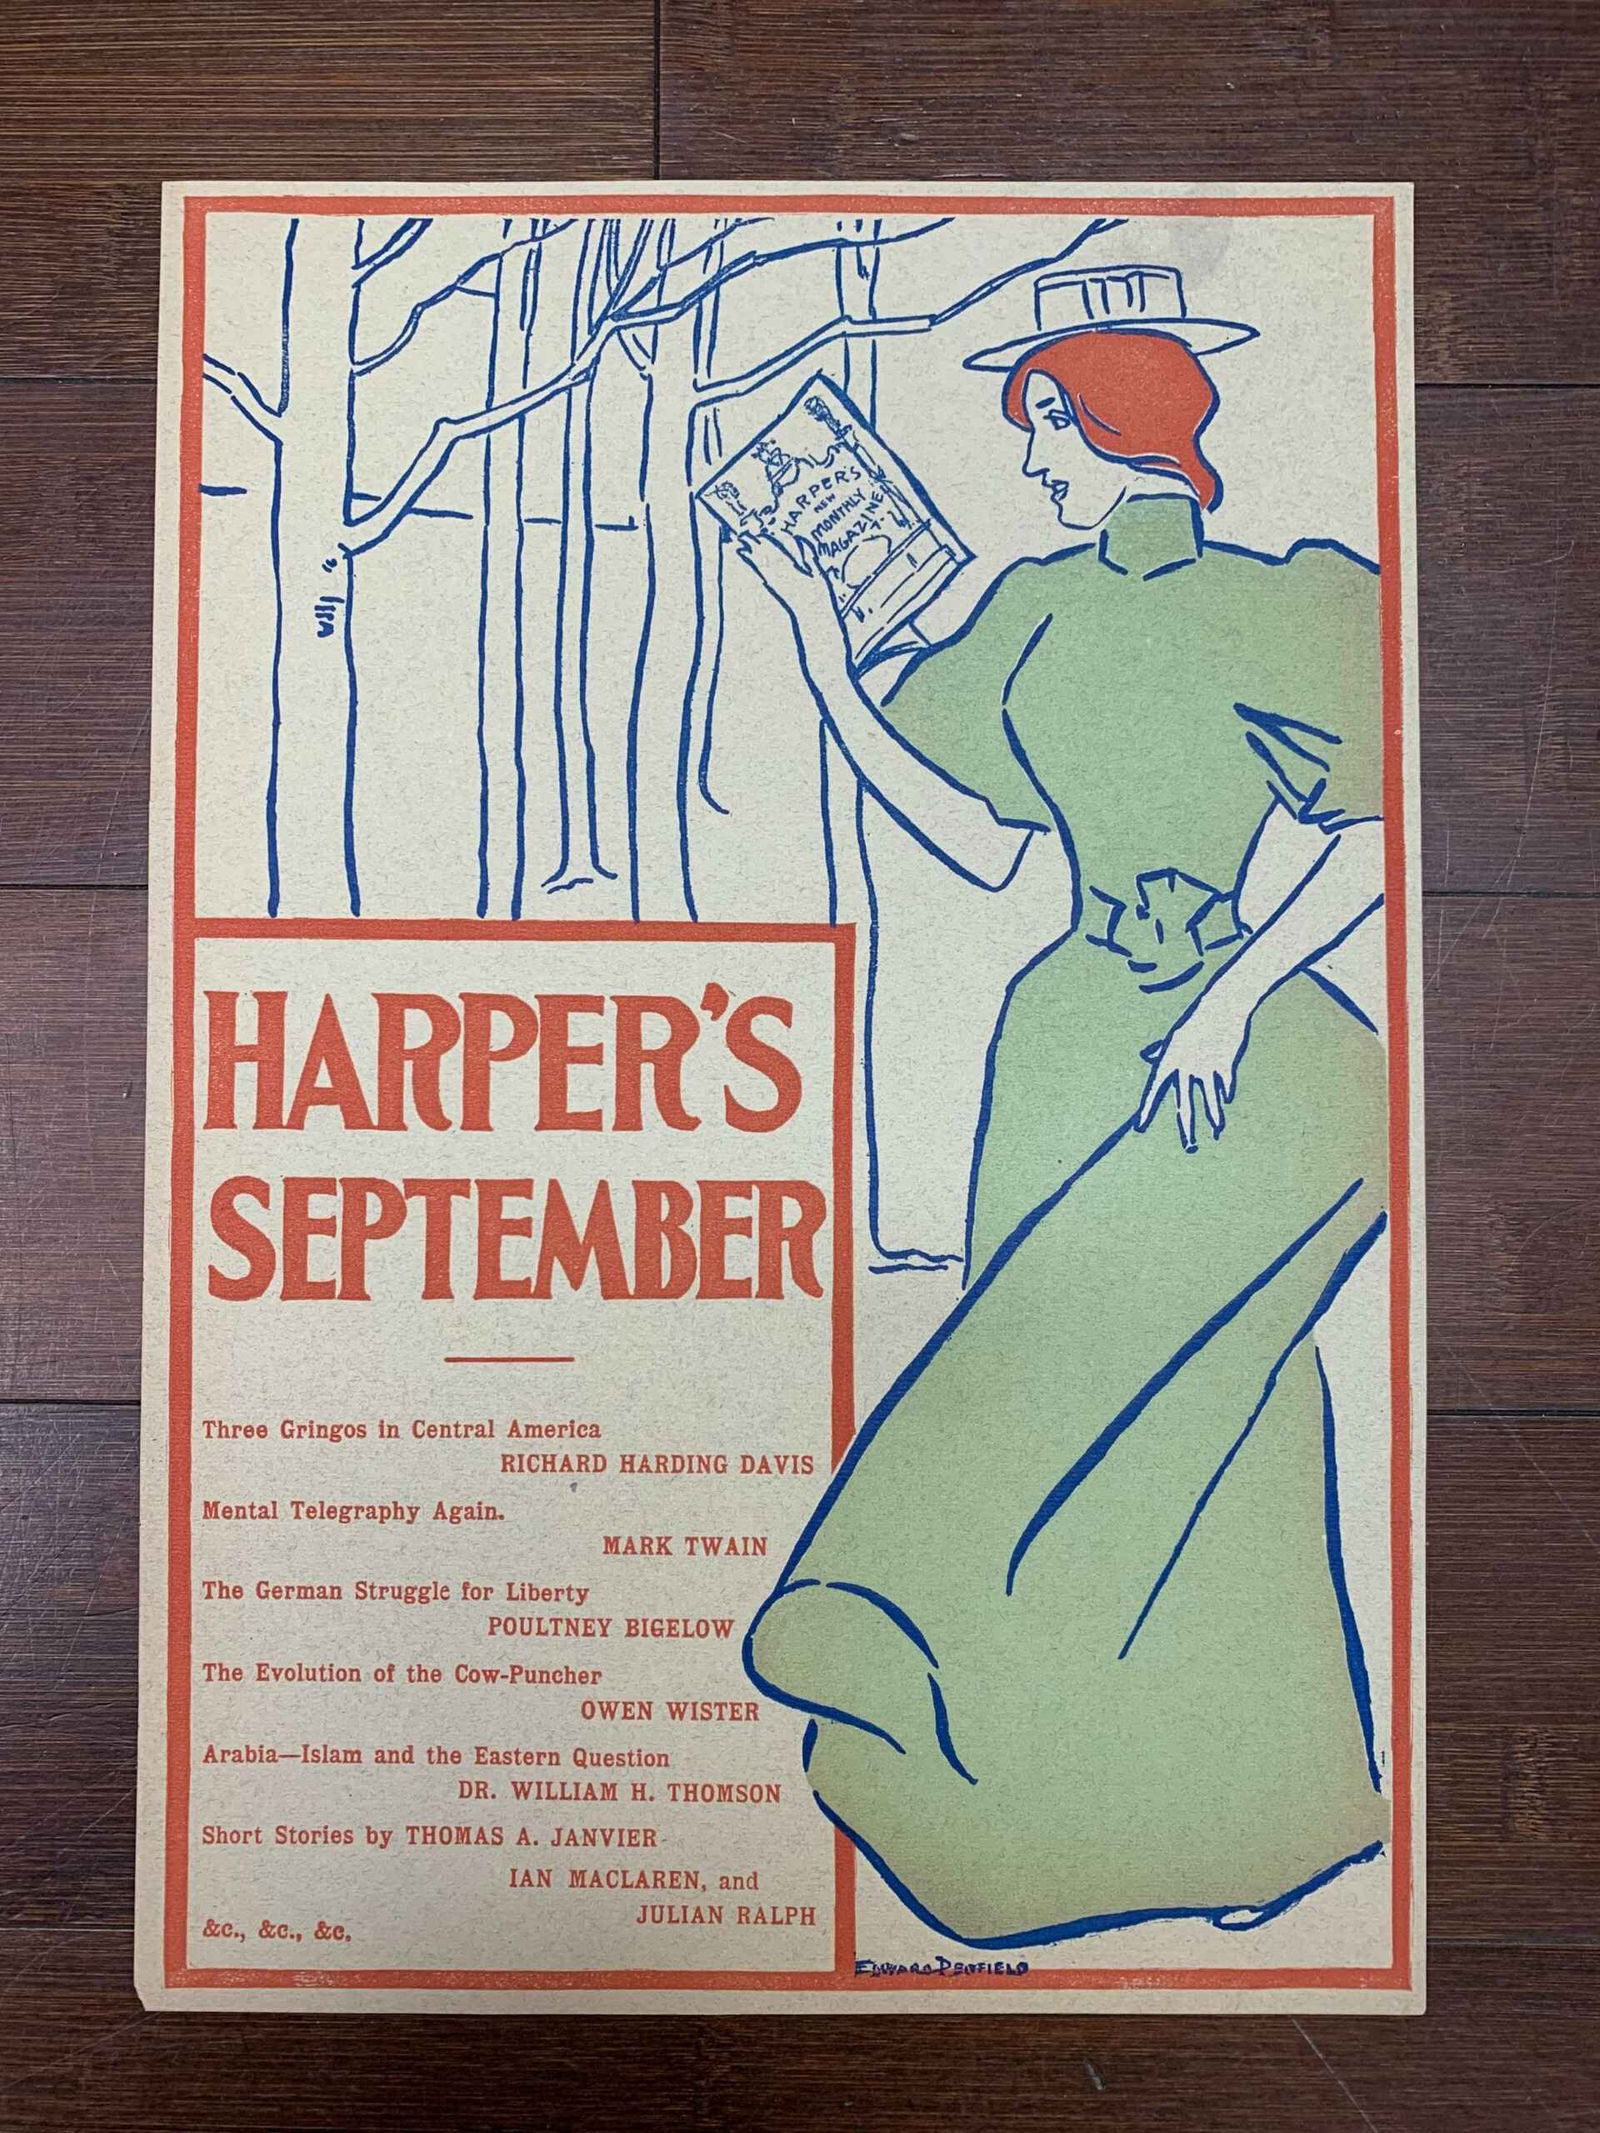 HARPER'S
NEW
MONTHLY
MAGAZINE
HARPER'S
SEPTEMBER
Three Gringos in Central America
RICHARD HARDING DAVIS
Mental Telegraphy Again.
MARK TWAIN
The German Struggle for Liberty
POULTNEY BIGELOW
The Evolution of the Cow-Puncher
OWEN WISTER
Arabia—Islam and the Eastern Question
DR. WILLIAM H. THOMSON
Short Stories by THOMAS A. JANVIER
IAN MACLAREN, and
JULIAN RALPH
&c., &c., &c.
EDWARD PENFIELD